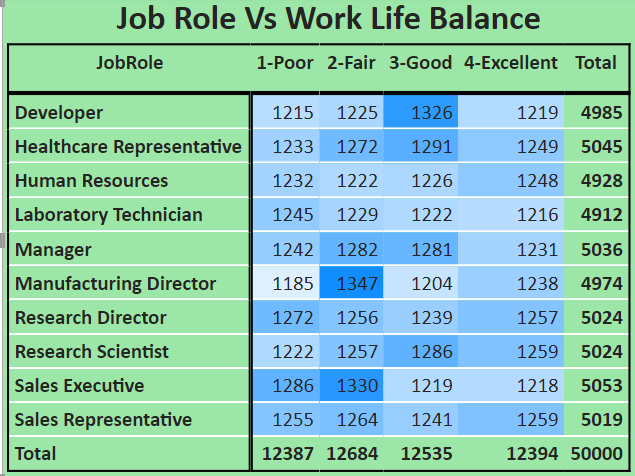 Job Role Vs Work Life Balance
JobRole 1-Poor 2-Fair 3-Good 4-Excellent Total
Developer 1215 1225 1326 1219 4985
Healthcare Representative 1233 1272 1291 1249 5045
Human Resources 1232 1222 1226 1248 4928
Laboratory Technician 1245 1229 1222 1216 4912
Manager 1242 1282 1281 1231 5036
Manufacturing Director 1185 1347 1204 1238 4974
Research Director 1272 1256 1239 1257 5024
Research Scientist 1222 1257 1286 1259 5024
Sales Executive 1286 1330 1219 1218 5053
Sales Representative 1255 1264 1241 1259 5019
Total 12387 12684 12535 12394 50000